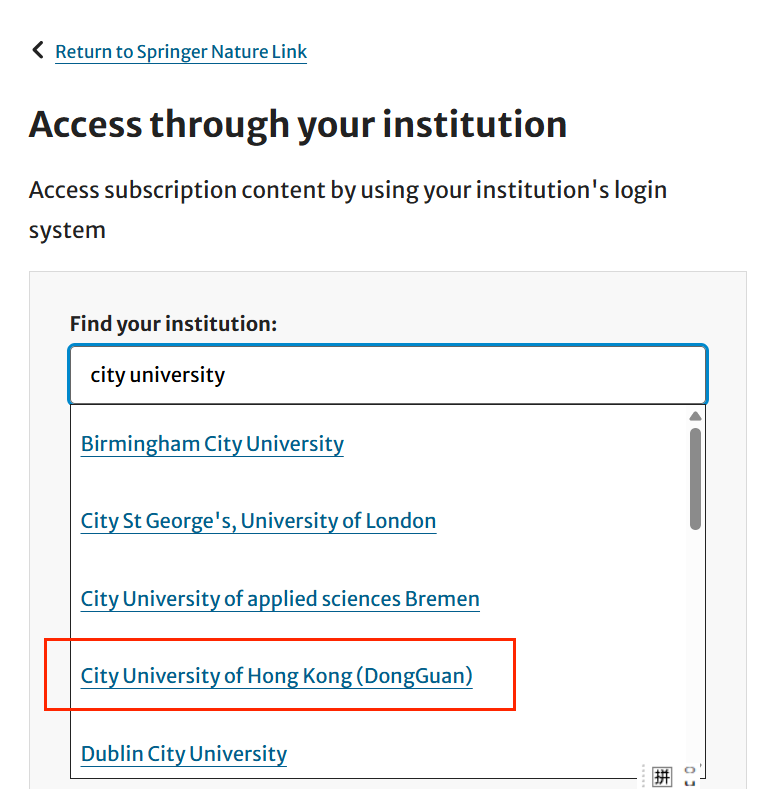 Return to Springer Nature Link
Access through your institution
Access subscription content by using your institution's login
system
Find your institution:
city university
Birmingham City University
City St George's, University of London
City University of applied sciences Bremen
City University of Hong Kong (DongGuan)
Dublin City University
拼